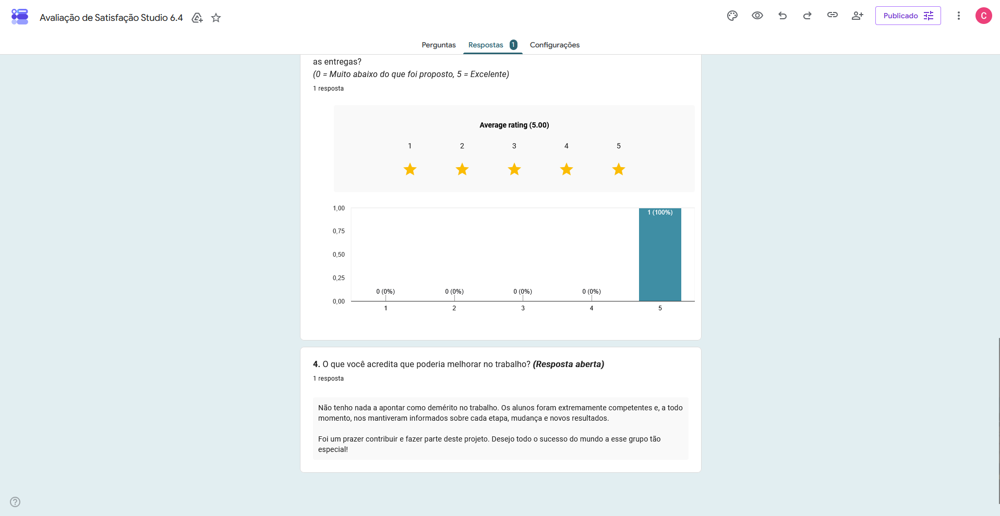 Avaliação de Satisfação Studio 6.4
Publicado
C
Perguntas
Respostas 1
Configurações
as entregas?
(0 = Muito abaixo do que foi proposto, 5 = Excelente)
1 resposta
Average rating (5.00)
1 2 3 4 5
1,00
1 (100%)
0,75
0,50
0,25
0 (0%) 0 (0%) 0 (0%) 0 (0%)
0,00
1 2 3 4 5
4. O que você acredita que poderia melhorar no trabalho? (Resposta aberta)
1 resposta
Não tenho nada a apontar como demérito no trabalho. Os alunos foram extremamente competentes e, a todo
momento, nos mantiveram informados sobre cada etapa, mudança e novos resultados.
Foi um prazer contribuir e fazer parte deste projeto. Desejo todo o sucesso do mundo a esse grupo tão
especial!